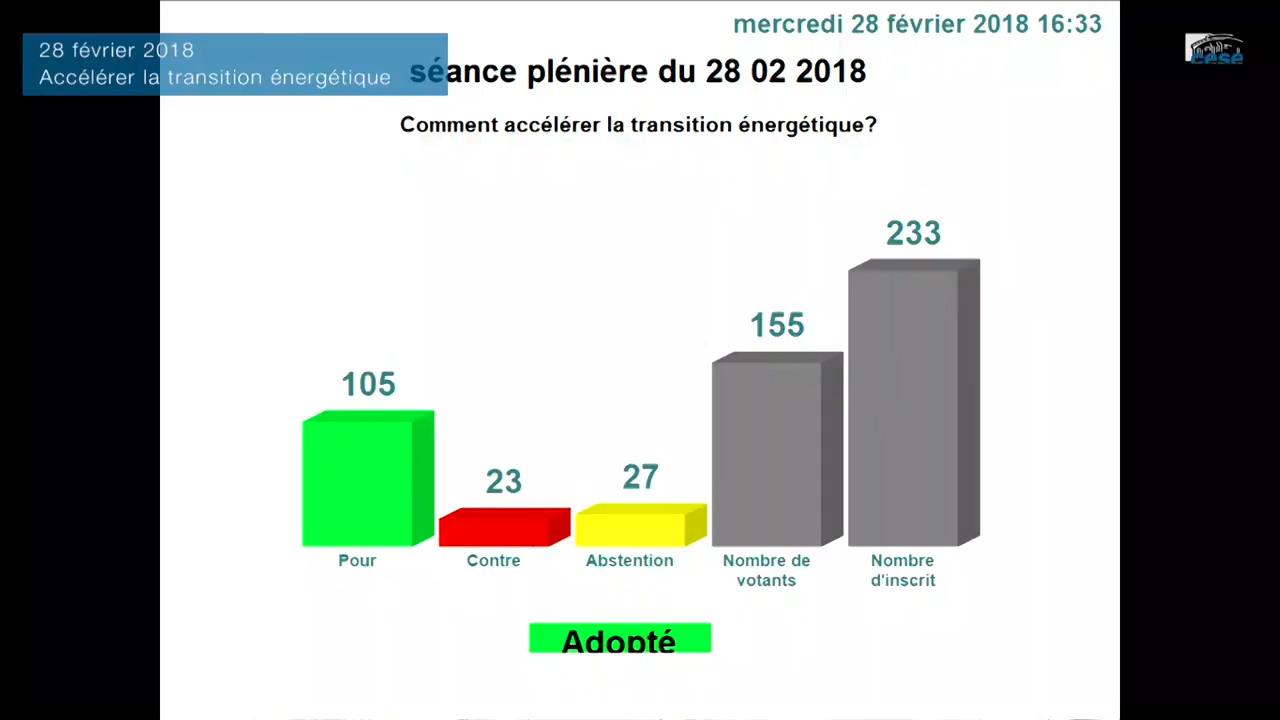 mercredi 28 février 2018 16:33
28 février 2018
Accélérer la transition énergétique
séance plénière du 28 02 2018
Comment accélérer la transition énergétique?
233
155
105
27
23
Pour
Contre
Abstention
Nombre de
votants
Nombre
d'inscrit
Adopté
cese